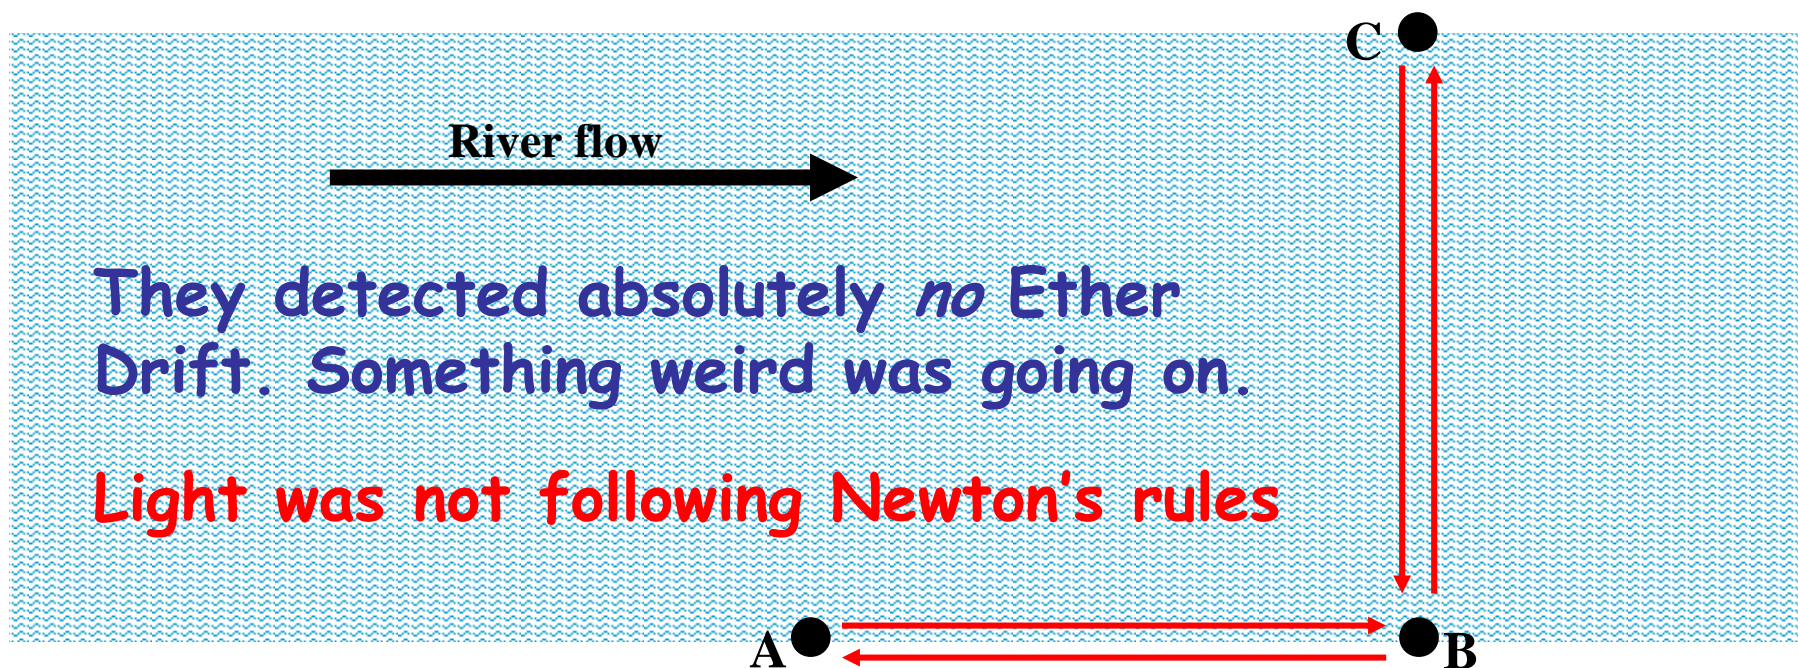 C
River flow
They detected absolutely no Ether
Drift. Something weird was going on.
Light was not following Newton's rules
A
B